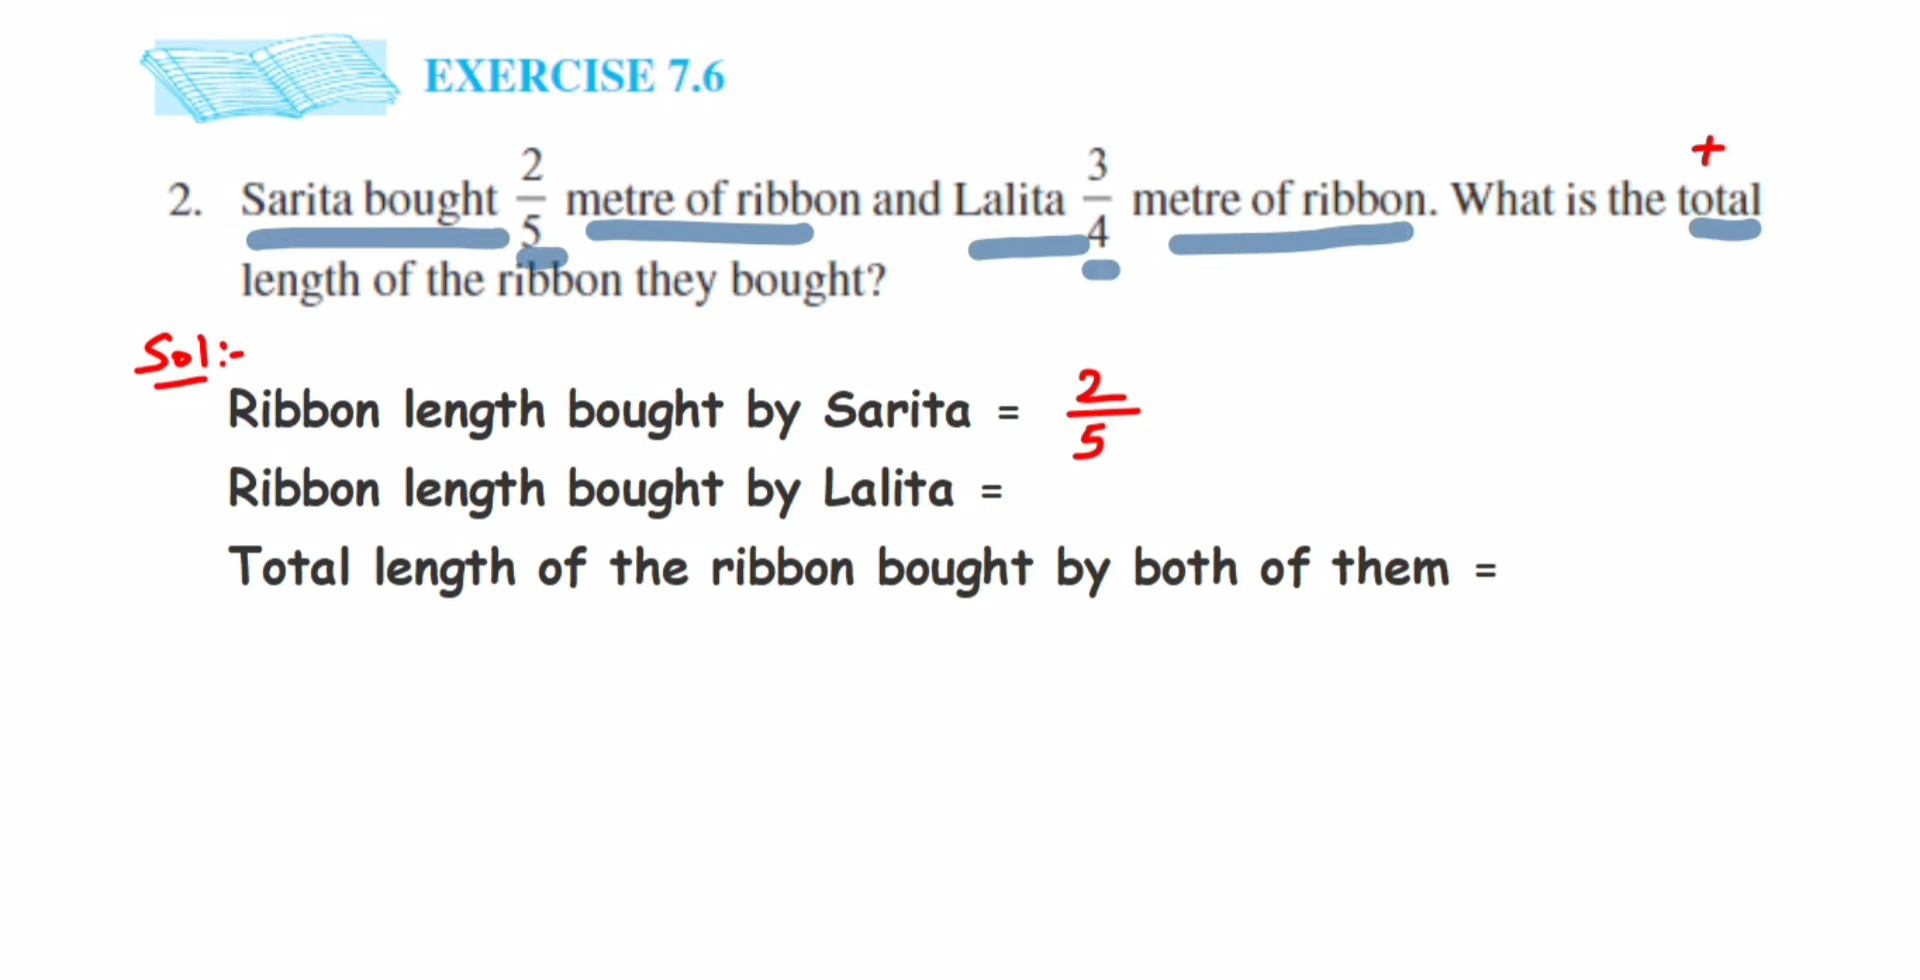 EXERCISE 7.6
+
2. Sarita bought 2/5 metre of ribbon and Lalita 3/4 metre of ribbon. What is the total
length of the ribbon they bought?
Sol:-
Ribbon length bought by Sarita = 2/5
Ribbon length bought by Lalita =
Total length of the ribbon bought by both of them =